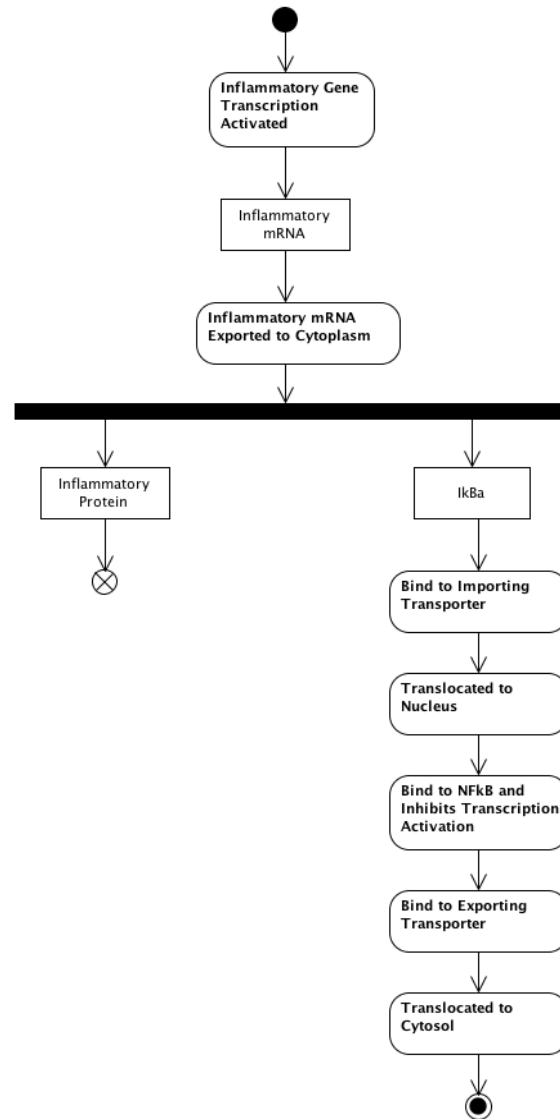 Inflammatory Gene
Transcription
Activated
Inflammatory
mRNA
Inflammatory mRNA
Exported to Cytoplasm
Inflammatory
Protein
IkBa
Bind to Importing
Transporter
Translocated to
Nucleus
Bind to NFkB and
Inhibits Transcription
Activation
Bind to Exporting
Transporter
Translocated to
Cytosol